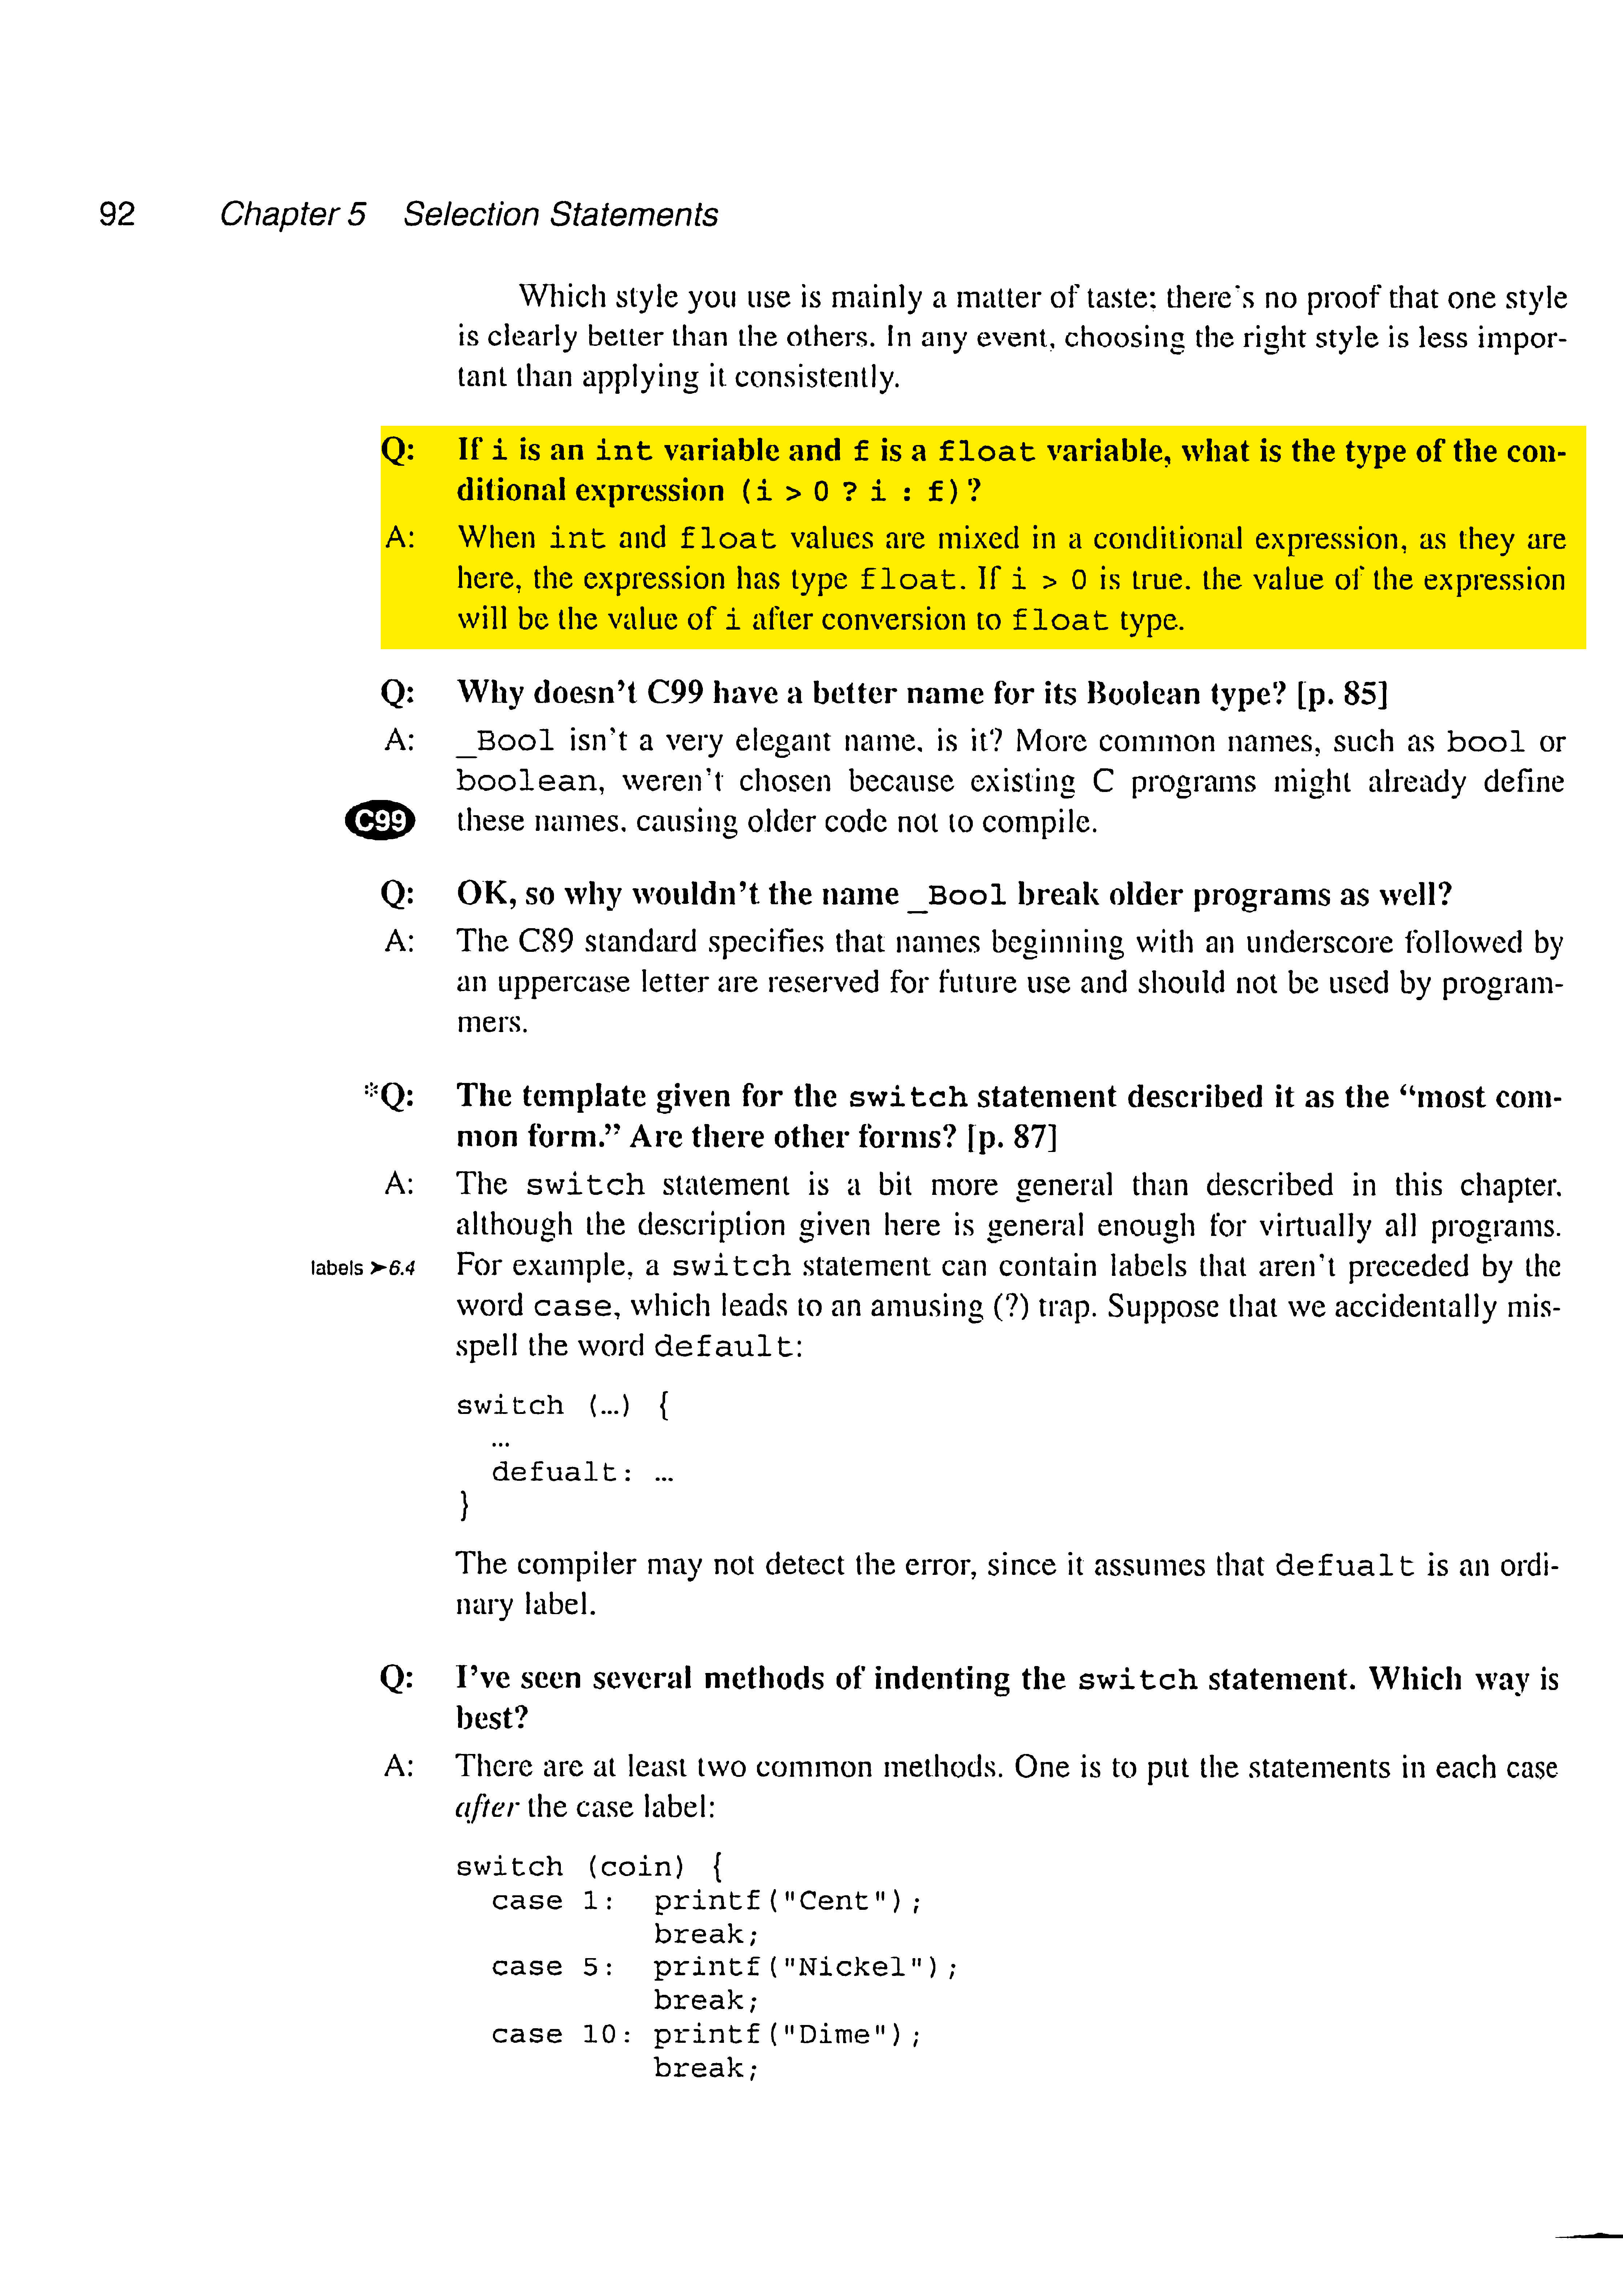 92 Chapter 5 Selection Statements
Which style you use is mainly a matter of taste; there's no proof that one style
is clearly better than the others. In any event, choosing the right style is less impor-
tant than applying it consistently.
Q: If i is an int variable and f is a float variable, what is the type of the con-
ditional expression (i > 0 ? i : f)?
A: When int and float values are mixed in a conditional expression, as they are
here, the expression has type float. If i > 0 is true, the value of the expression
will be the value of i after conversion to float type.
Q: Why doesn't C99 have a better name for its Boolean type? [p. 85]
A: _Bool isn't a very elegant name, is it? More common names, such as bool or
boolean, weren't chosen because existing C programs might already define
C99 these names, causing older code not to compile.
Q: OK, so why wouldn't the name _Bool break older programs as well?
A: The C89 standard specifies that names beginning with an underscore followed by
an uppercase letter are reserved for future use and should not be used by program-
mers.
*Q: The template given for the switch statement described it as the “most com-
mon form.” Are there other forms? [p. 87]
A: The switch statement is a bit more general than described in this chapter,
although the description given here is general enough for virtually all programs.
labels ➤6.4 For example, a switch statement can contain labels that aren't preceded by the
word case, which leads to an amusing (?) trap. Suppose that we accidentally mis-
spell the word default:
switch (…) {
…
defualt: …
}
The compiler may not detect the error, since it assumes that defualt is an ordi-
nary label.
Q: I've seen several methods of indenting the switch statement. Which way is
best?
A: There are at least two common methods. One is to put the statements in each case
after the case label:
switch (coin) {
case 1: printf("Cent");
break;
case 5: printf("Nickel");
break;
case 10: printf("Dime");
break;